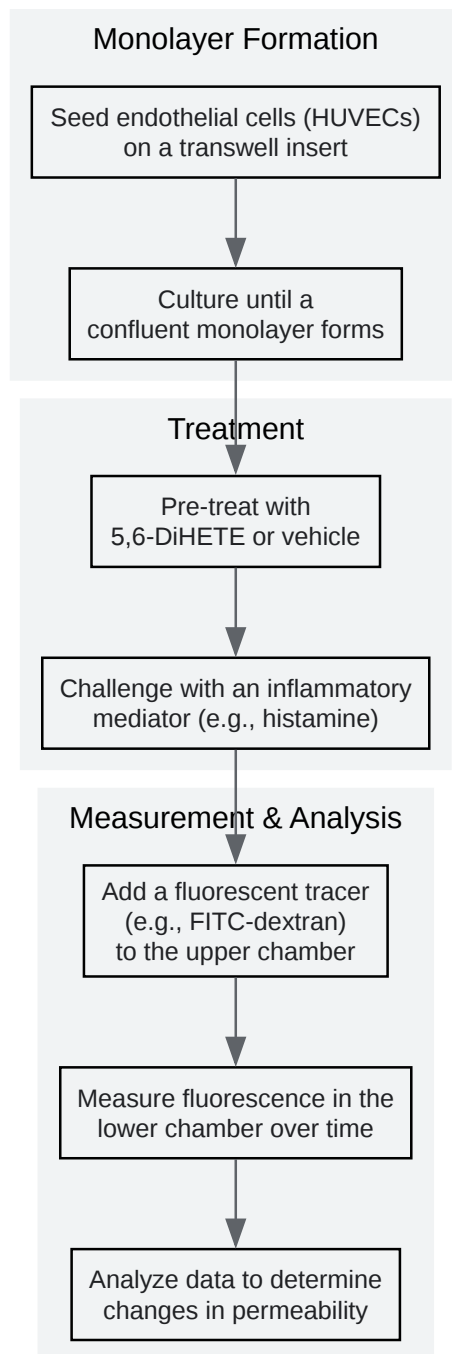 Monolayer Formation
Seed endothelial cells (HUVECs)
on a transwell insert
Culture until a
confluent monolayer forms
Treatment
Pre-treat with
5,6-DiHETE or vehicle
Challenge with an inflammatory
mediator (e.g., histamine)
Measurement & Analysis
Add a fluorescent tracer
(e.g., FITC-dextran)
to the upper chamber
Measure fluorescence in the
lower chamber over time
Analyze data to determine
changes in permeability